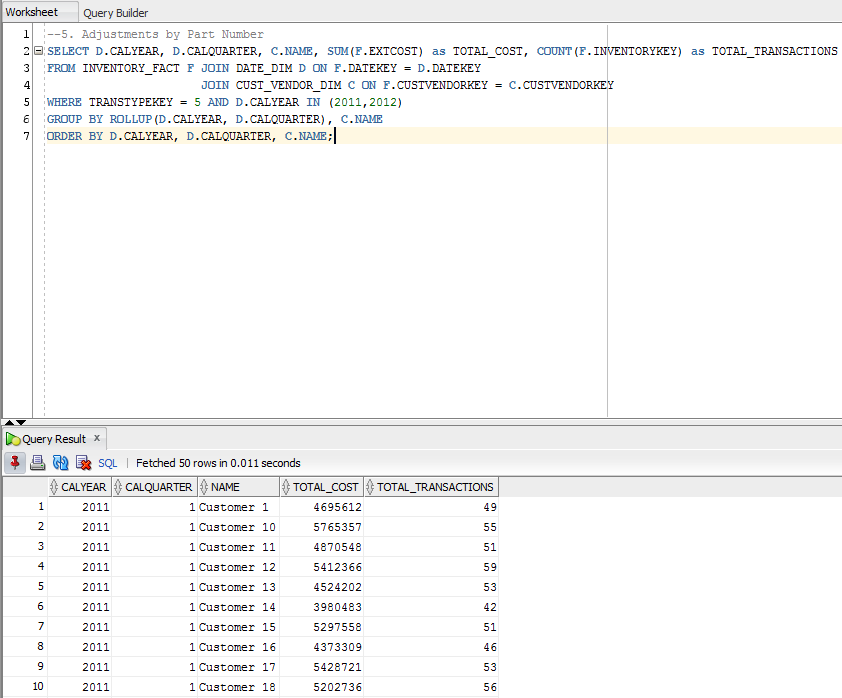 Worksheet Query Builder
1 --5. Adjustments by Part Number
2 SELECT D.CALYEAR, D.CALQUARTER, C.NAME, SUM(F.EXTCOST) as TOTAL_COST, COUNT(F.INVENTORYKEY) as TOTAL_TRANSACTIONS
3 FROM INVENTORY_FACT F JOIN DATE_DIM D ON F.DATEKEY = D.DATEKEY
4 JOIN CUST_VENDOR_DIM C ON F.CUSTVENDORKEY = C.CUSTVENDORKEY
5 WHERE TRANSTYPEKEY = 5 AND D.CALYEAR IN (2011,2012)
6 GROUP BY ROLLUP(D.CALYEAR, D.CALQUARTER), C.NAME
7 ORDER BY D.CALYEAR, D.CALQUARTER, C.NAME;
Query Result x
SQL | Fetched 50 rows in 0.011 seconds
CALYEAR CALQUARTER NAME TOTAL_COST TOTAL_TRANSACTIONS
1 2011 1 Customer 1 4695612 49
2 2011 1 Customer 10 5765357 55
3 2011 1 Customer 11 4870548 51
4 2011 1 Customer 12 5412366 59
5 2011 1 Customer 13 4524202 53
6 2011 1 Customer 14 3980483 42
7 2011 1 Customer 15 5297558 51
8 2011 1 Customer 16 4373309 46
9 2011 1 Customer 17 5428721 53
10 2011 1 Customer 18 5202736 56